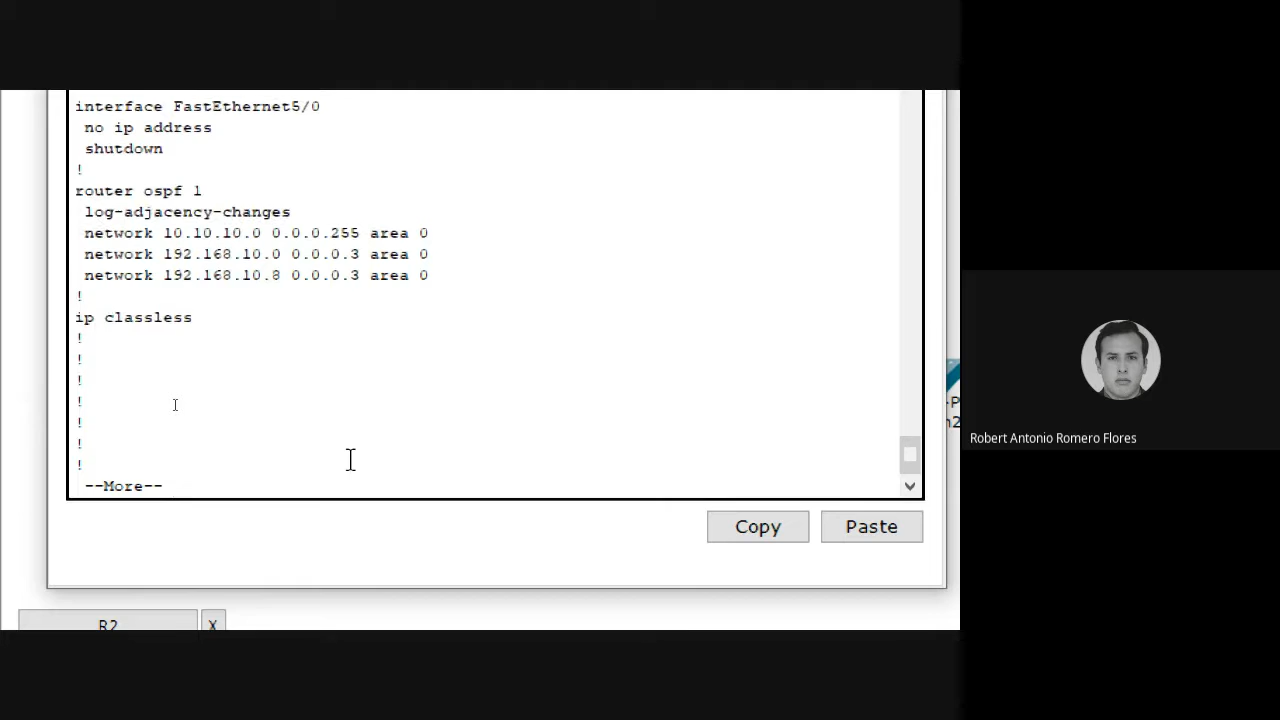 interface FastEthernet5/0
no ip address
shutdown
!
router ospf 1
log-adjacency-changes
network 10.10.10.0 0.0.0.255 area 0
network 192.168.10.0 0.0.0.3 area 0
network 192.168.10.8 0.0.0.3 area 0
!
ip classless
!
!
!
!
!
!
!
--More--
Copy
Paste
R2
X
Robert Antonio Romero Flores